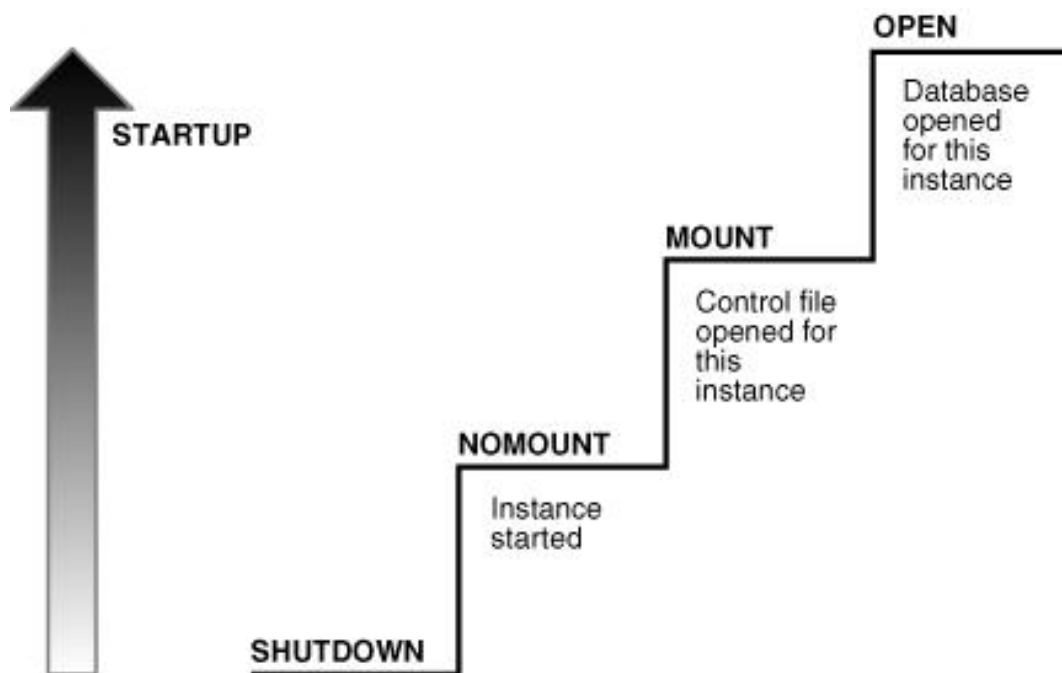 OPEN
Database
opened
for this
instance
STARTUP
MOUNT
Control file
opened for
this
instance
NOMOUNT
Instance
started
SHUTDOWN